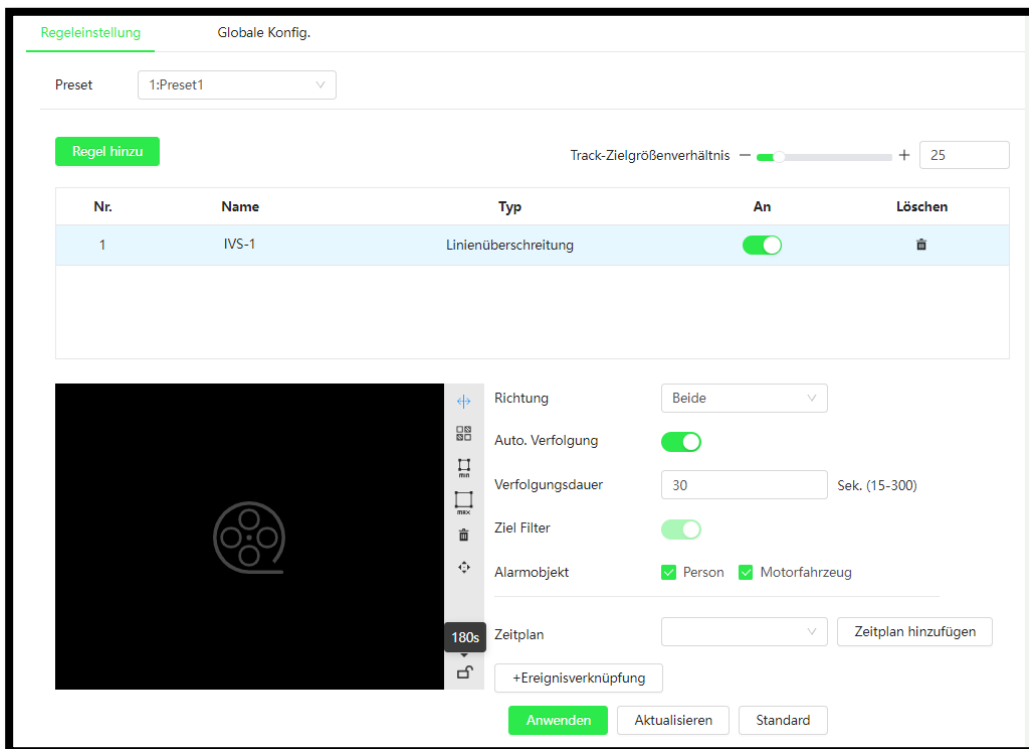 Regeleinstellung Globale Konfig.
Preset 1:Preset1
Regel hinzu Track-Zielgrößenverhältnis 25
Nr. Name Typ An Löschen
1 IVS-1 Linienüberschreitung
Richtung Beide
Auto. Verfolgung
min
Verfolgungsdauer 30 Sek. (15-300)
max
Ziel Filter
Alarmobjekt Person Motorfahrzeug
180s Zeitplan Zeitplan hinzufügen
+Ereignisverknüpfung
Anwenden Aktualisieren Standard